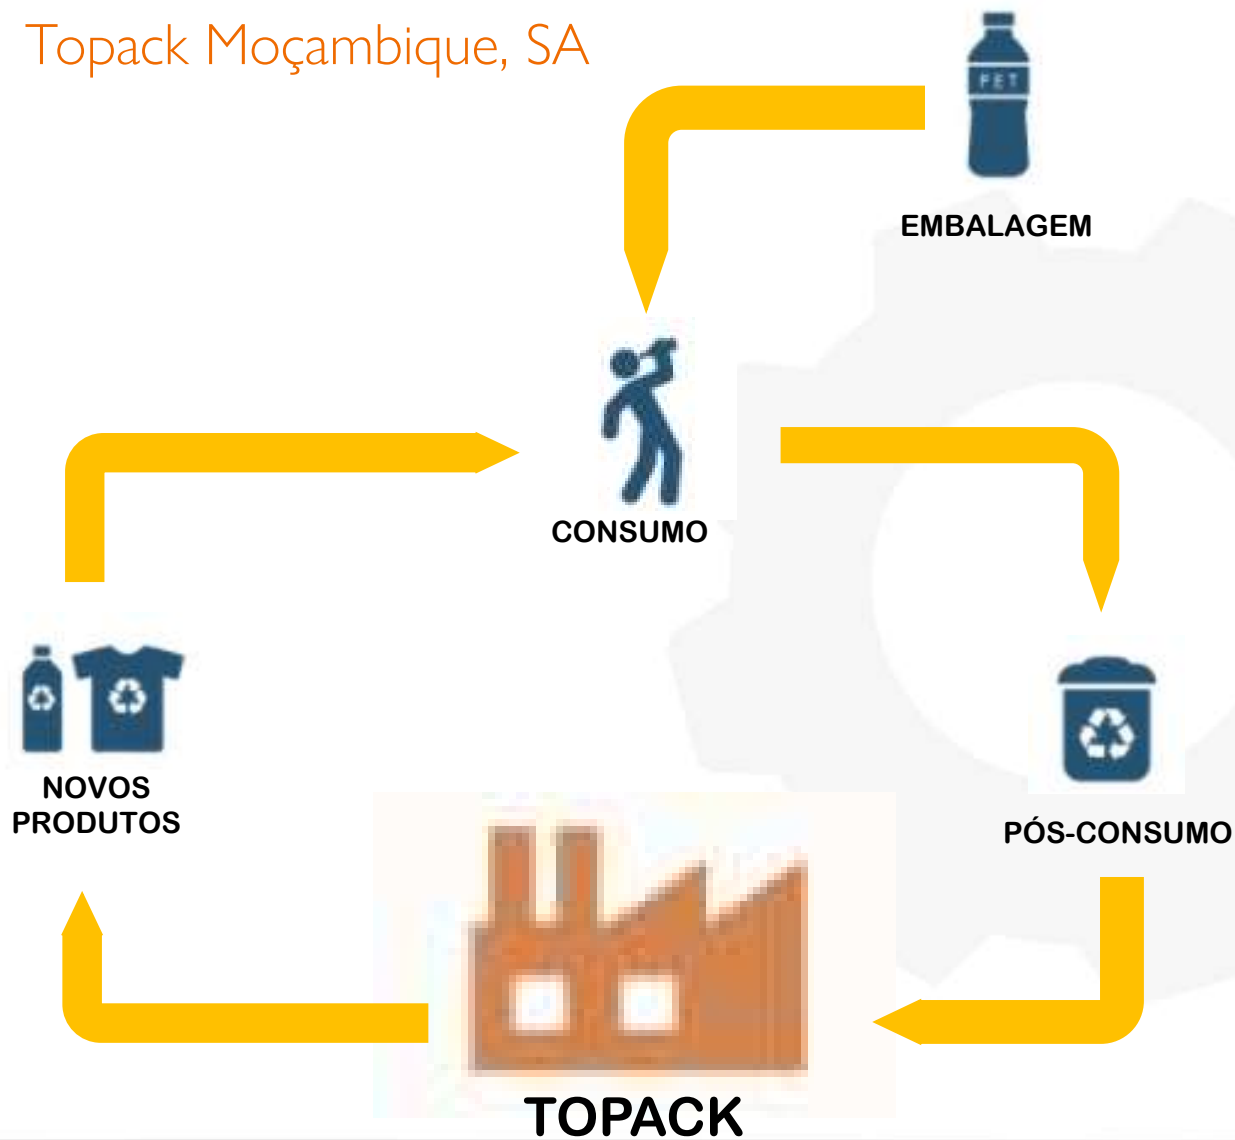 Topack Moçambique, SA
PET
EMBALAGEM
CONSUMO
NOVOS
PRODUTOS
PÓS-CONSUMO
TOPACK